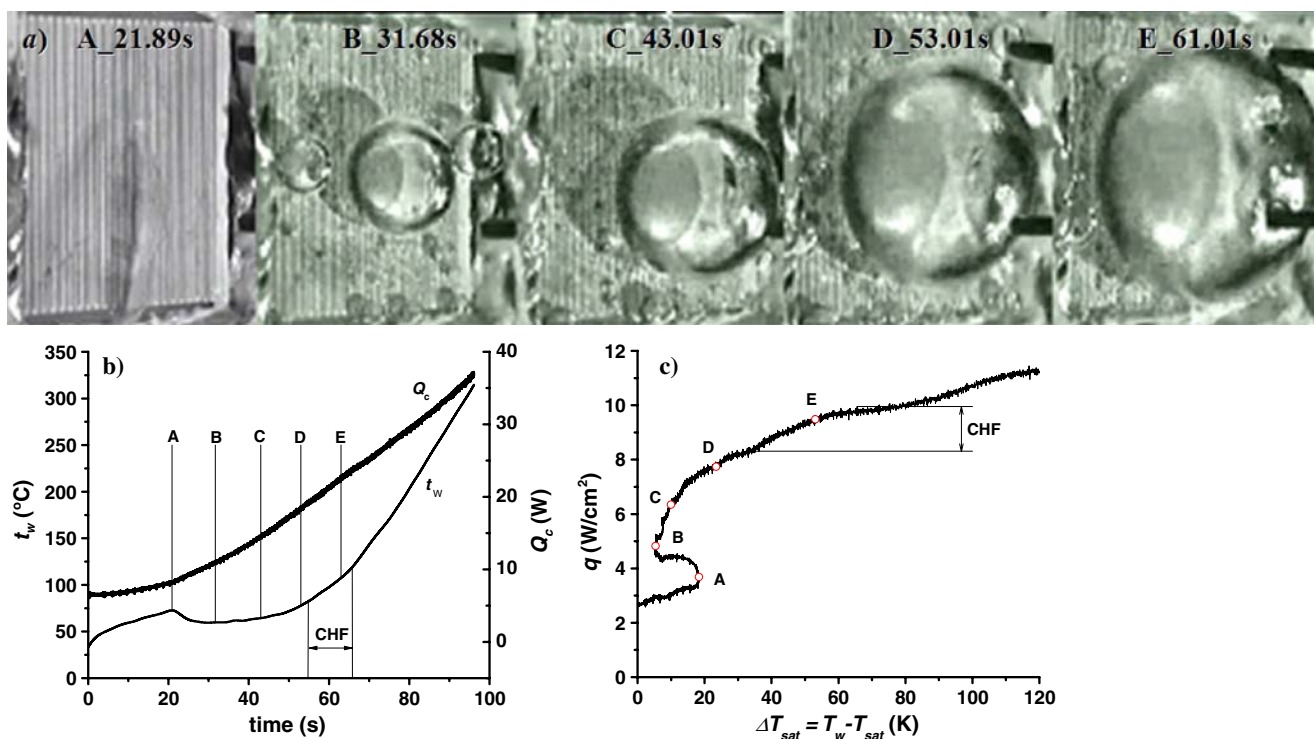 a) A_21.89s B_31.68s C_43.01s D_53.01s E_61.01s
b)
350
300
250
200
150
100
50
0
t_w (°C)
A B C D E
Q_c
t_w
CHF
40
30
20
10
0
Q_c (W)
0 20 40 60 80 100
time (s)
c)
12
10
8
6
4
2
0
q (W/cm²)
E
D
C
B
A
CHF
0 20 40 60 80 100 120
ΔT_sat = T_w-T_sat (K)